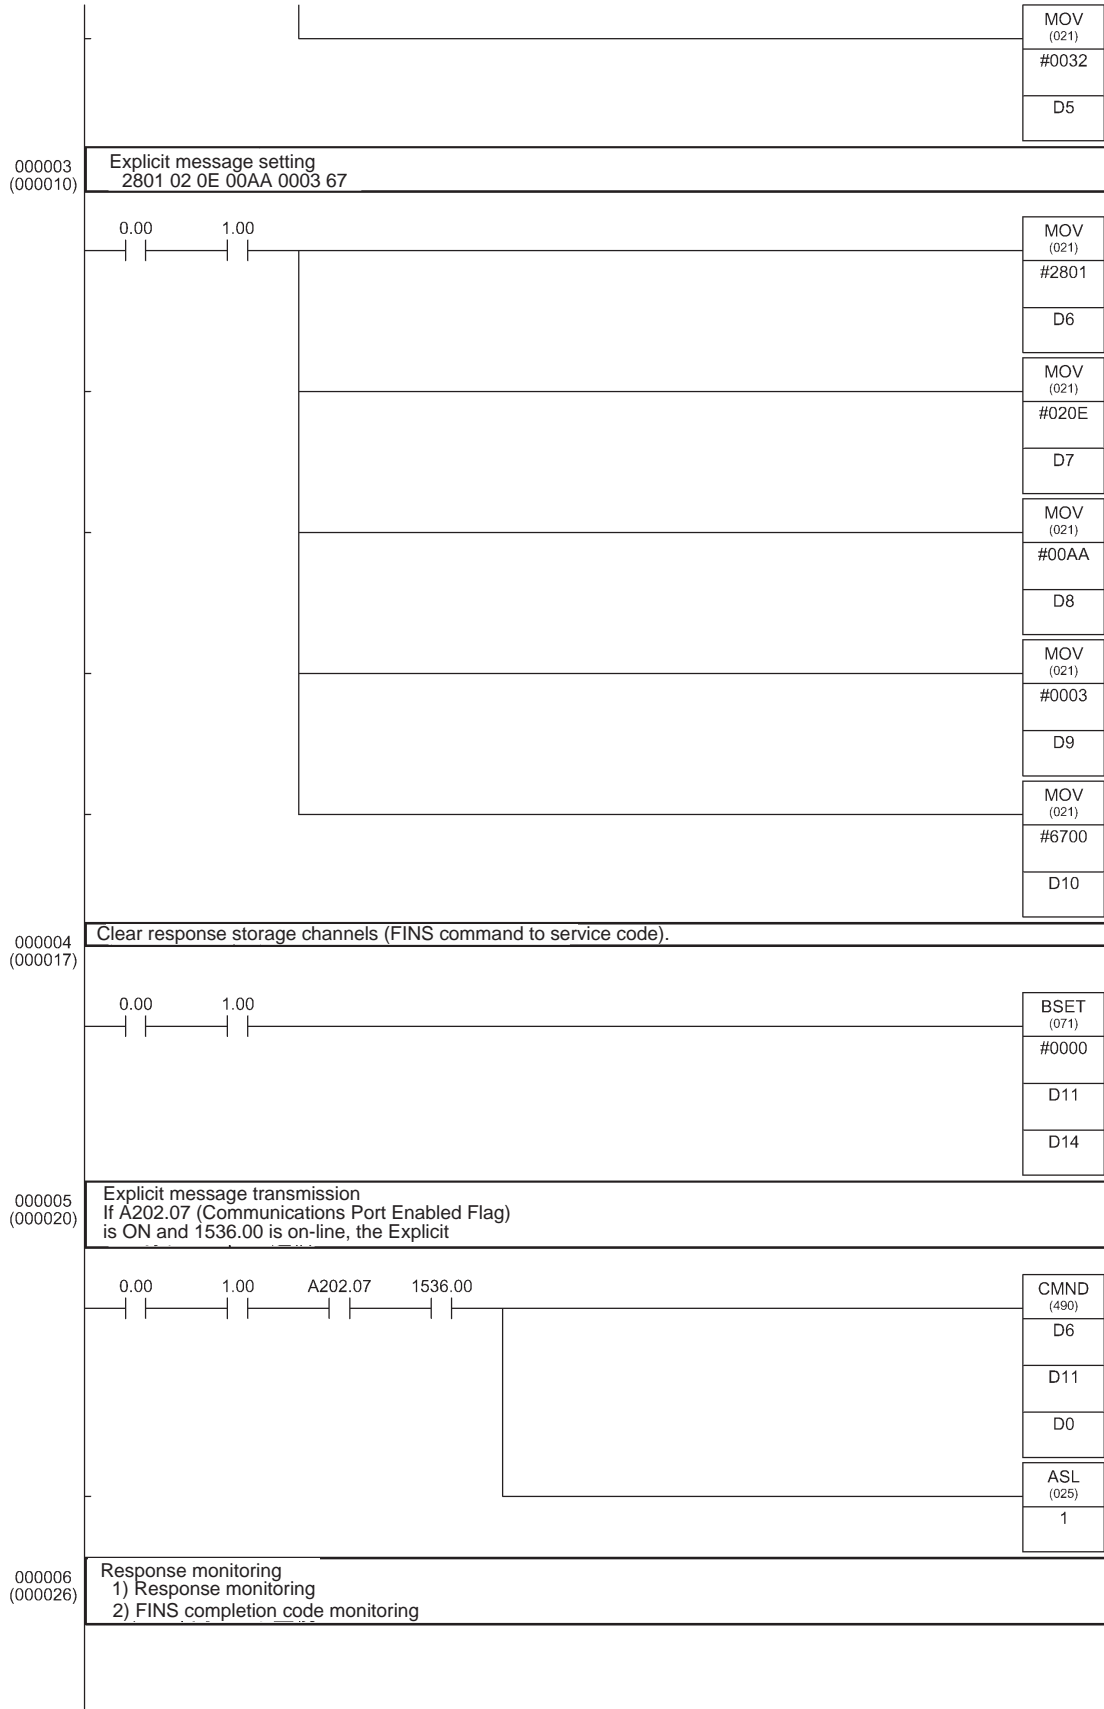 MOV
(021)
#0032
D5
000003
(000010)
Explicit message setting
2801 02 0E 00AA 0003 67
0.00 1.00
MOV
(021)
#2801
D6
MOV
(021)
#020E
D7
MOV
(021)
#00AA
D8
MOV
(021)
#0003
D9
MOV
(021)
#6700
D10
000004
(000017)
Clear response storage channels (FINS command to service code).
0.00 1.00
BSET
(071)
#0000
D11
D14
000005
(000020)
Explicit message transmission
If A202.07 (Communications Port Enabled Flag)
is ON and 1536.00 is on-line, the Explicit
0.00 1.00 A202.07 1536.00
CMND
(490)
D6
D11
D0
ASL
(025)
1
000006
(000026)
Response monitoring
1) Response monitoring
2) FINS completion code monitoring